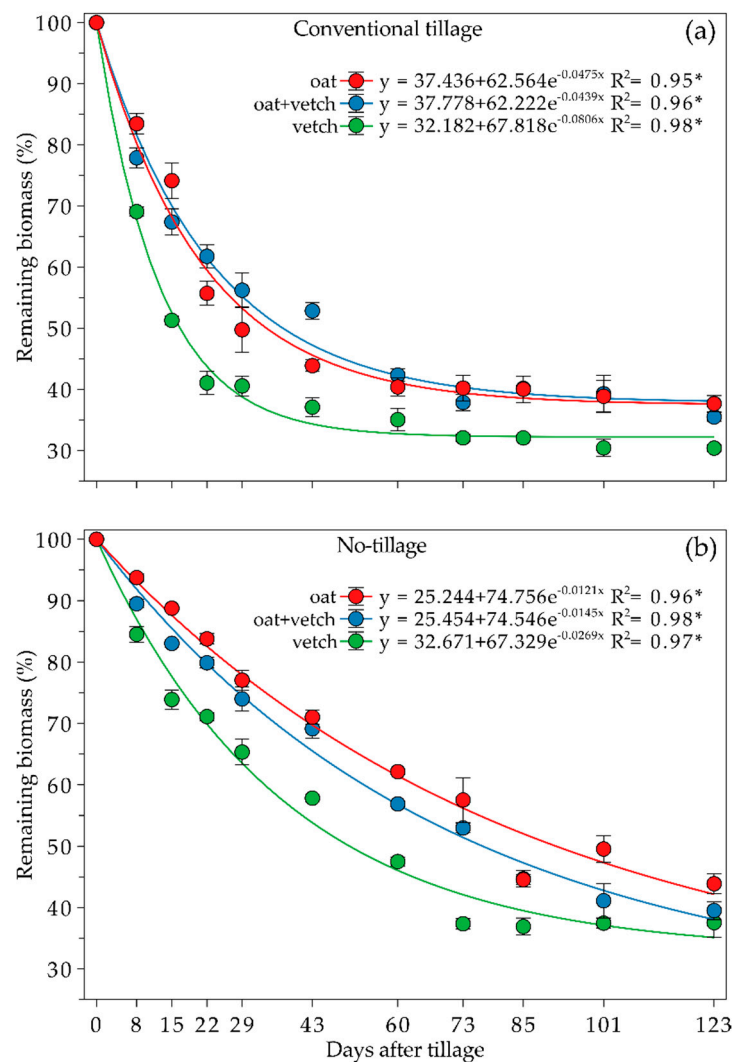 Conventional tillage
(a)
oat y = 37.436+62.564e-0.0475x R2= 0.95*
oat+vetch y = 37.778+62.222e-0.0439x R2= 0.96*
vetch y = 32.182+67.818e-0.0806x R2= 0.98*
Remaining biomass (%)
100
90
80
70
60
50
40
30
No-tillage
(b)
oat y = 25.244+74.756e-0.0121x R2= 0.96*
oat+vetch y = 25.454+74.546e-0.0145x R2= 0.98*
vetch y = 32.671+67.329e-0.0269x R2= 0.97*
Remaining biomass (%)
100
90
80
70
60
50
40
30
0 8 15 22 29 43 60 73 85 101 123
Days after tillage